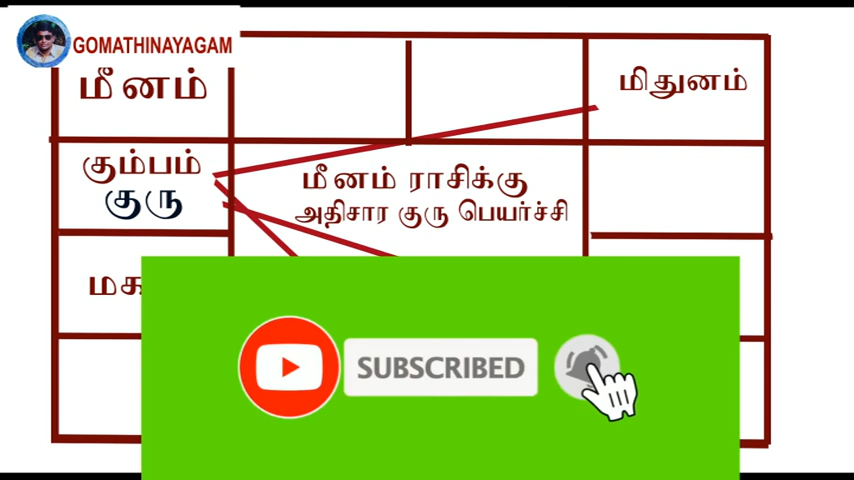 GOMATHINAYAGAM
மீனம்
மிதுனம்
கும்பம்
குரு
மீனம் ராசிக்கு
அதிசார குரு பெயர்ச்சி
SUBSCRIBED